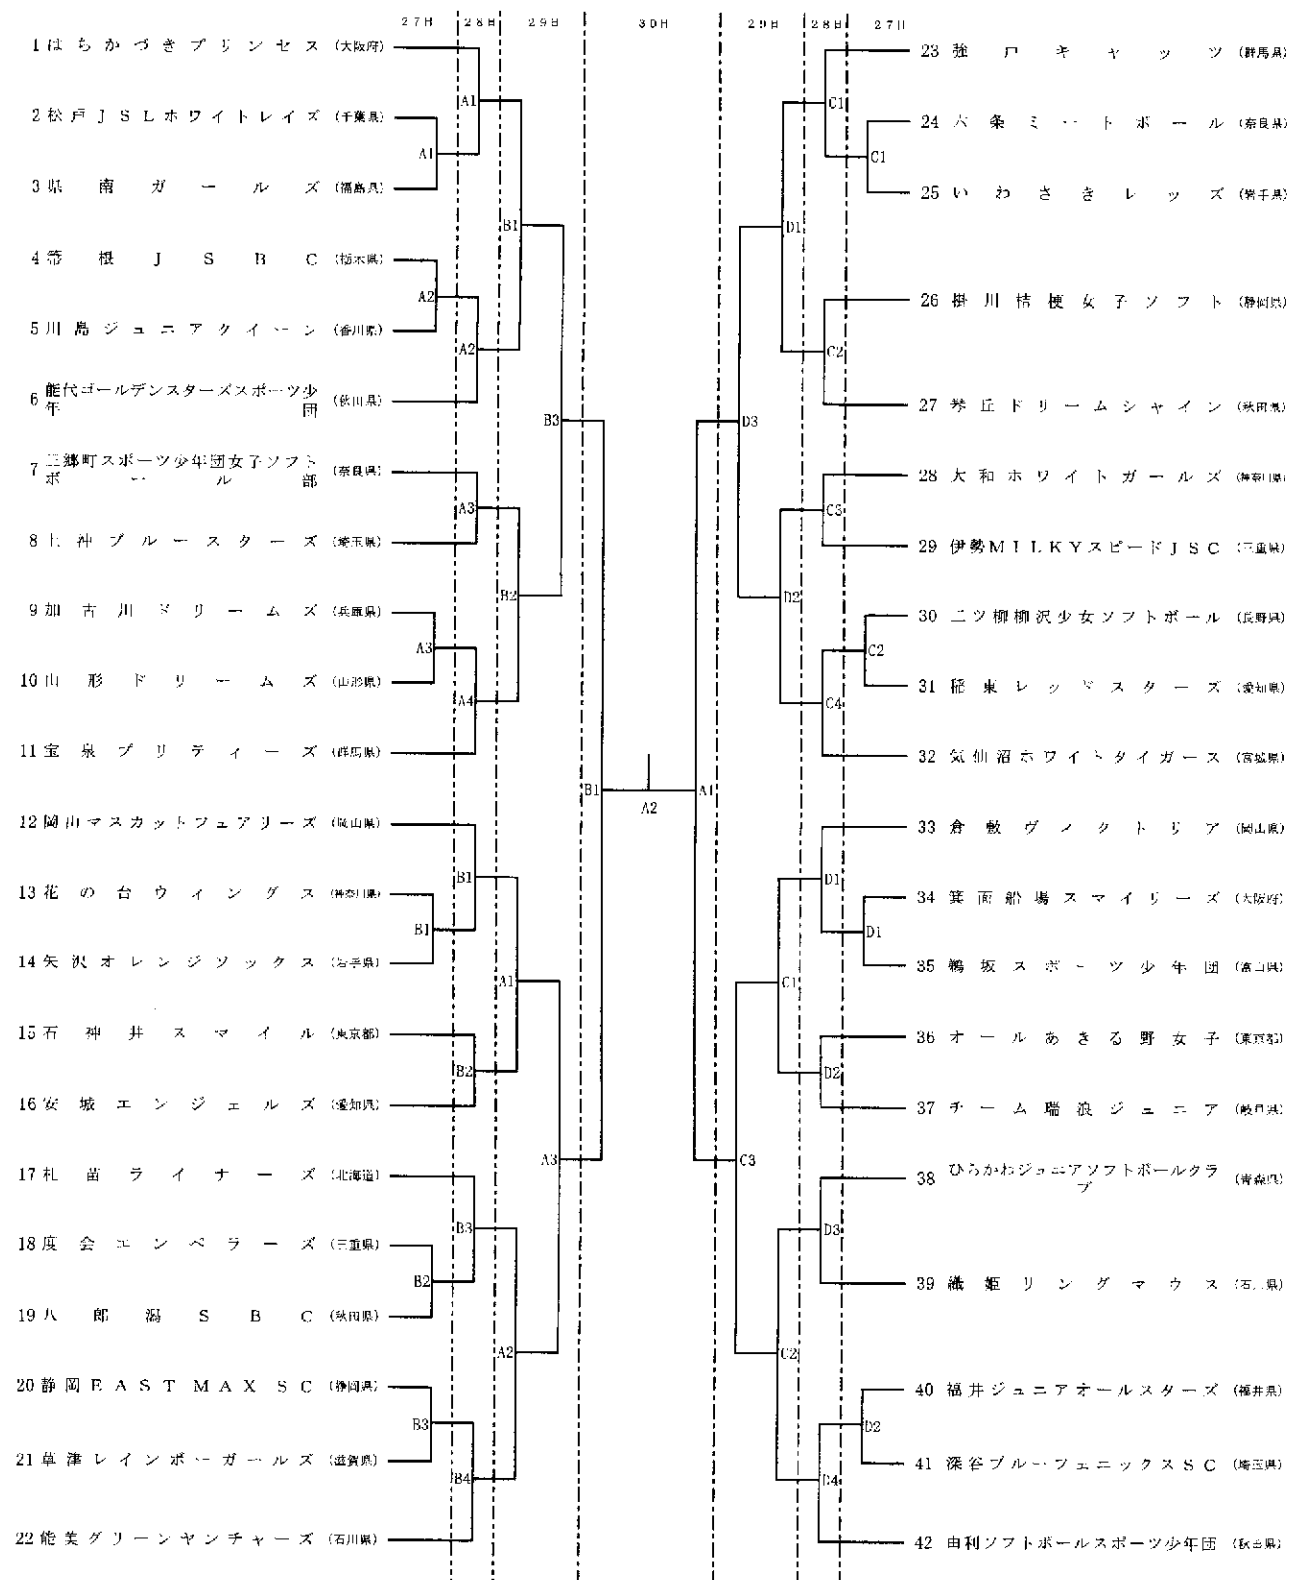 27日 28日 29日 30日 29日 28日 27日
1 はちかづきプリンセス (大阪府)
A1
2 松戸JSLホワイトレイズ (千葉県)
A1
3 県南ガールズ (福島県)
B1
4 箒根JSBC (栃木県)
A2
5 川島ジュニアクイーン (香川県)
A2
6 能代ゴールデンスターズスポーツ少年団 (秋田県)
B3
7 三郷町スポーツ少年団女子ソフトボール部 (奈良県)
A3
8 上沖ブルースターズ (埼玉県)
B2
9 加古川ドリームズ (兵庫県)
A3
10 山形ドリームズ (山形県)
A4
11 宝泉プリティーズ (群馬県)
B1
12 岡山マスカットフェアリーズ (岡山県)
B1
13 花の台ウィングス (神奈川県)
B1
14 矢沢オレンジソックス (岩手県)
A1
15 石神井スマイル (東京都)
B2
16 安城エンジェルズ (愛知県)
A3
17 札苗ライナーズ (北海道)
B3
18 度会エンペラーズ (三重県)
B2
19 八郎潟SBC (秋田県)
A2
20 静岡EAST MAX SC (静岡県)
B3
21 草津レインボーガールズ (滋賀県)
B4
22 能美グリーンヤンチャーズ (石川県)
A2
23 強戸キャッツ (群馬県)
C1
24 六条ミートボール (奈良県)
C1
25 いわさきレッズ (岩手県)
D1
26 掛川桔梗女子ソフト (静岡県)
C2
27 琴丘ドリームシャイン (秋田県)
D3
28 大和ホワイトガールズ (神奈川県)
C3
29 伊勢MILKYスピードJSC (三重県)
D2
30 二ツ柳柳沢少女ソフトボール (長野県)
C2
31 稲東レッドスターズ (愛知県)
C4
32 気仙沼ホワイトタイガース (宮城県)
A1
33 倉敷ヴィクトリア (岡山県)
D1
34 箕面船場スマイリーズ (大阪府)
D1
35 鵜坂スポーツ少年団 (富山県)
C1
36 オールあきる野女子 (東京都)
D2
37 チーム瑞浪ジュニア (岐阜県)
C3
38 ひらかわジュニアソフトボールクラブ (青森県)
D3
39 織姫リングマウス (石川県)
C2
40 福井ジュニアオールスターズ (福井県)
D2
41 深谷ブルーフェニックスSC (埼玉県)
D4
42 由利ソフトボールスポーツ少年団 (秋田県)